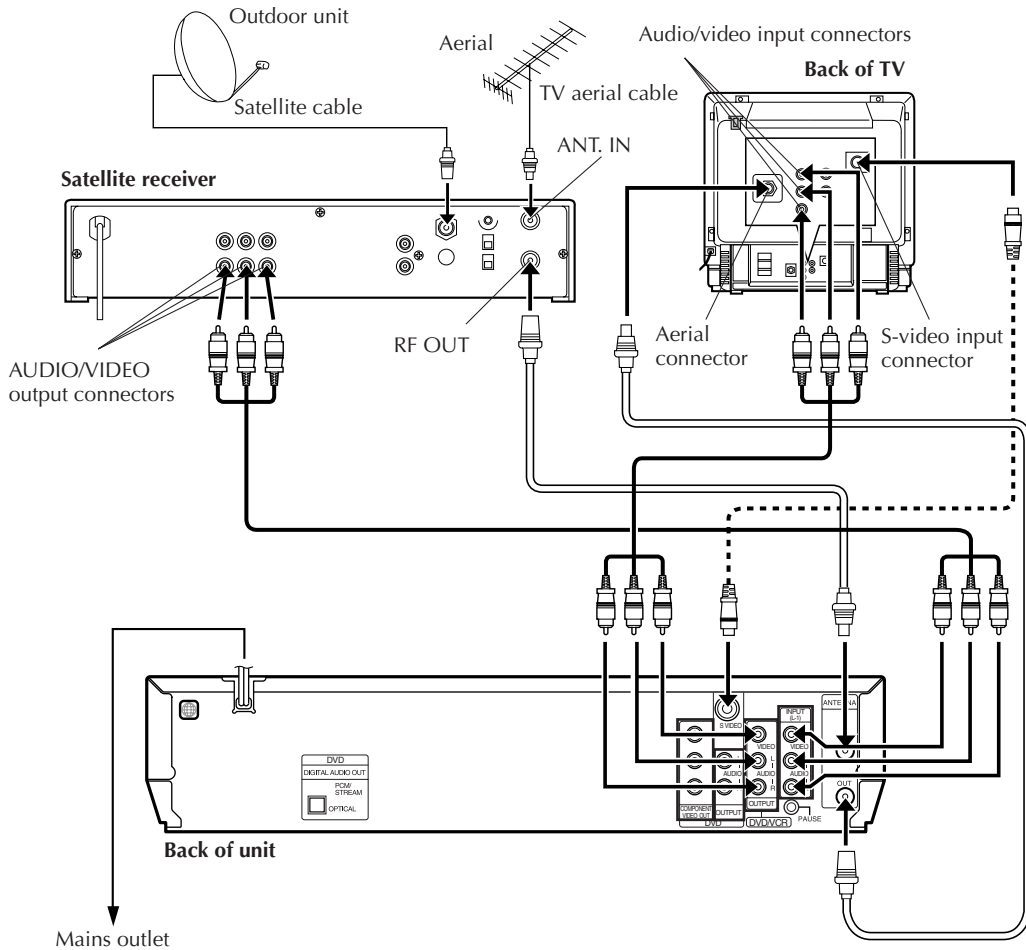 Outdoor unit
Aerial
Audio/video input connectors
Back of TV
Satellite cable
TV aerial cable
ANT. IN
Satellite receiver
RF OUT
Aerial
connector
S-video input
connector
AUDIO/VIDEO
output connectors
ANTENNA
INPUT
(L-1)
S VIDEO
VIDEO
VIDEO
L
AUDIO
AUDIO
AUDIO
R
OUT
DVD
DIGITAL AUDIO OUT
PCM/
STREAM
OPTICAL
COMPONENT
VIDEO OUT
OUTPUT
OUTPUT
PAUSE
DVD
DVD/VCR
Back of unit
Mains outlet